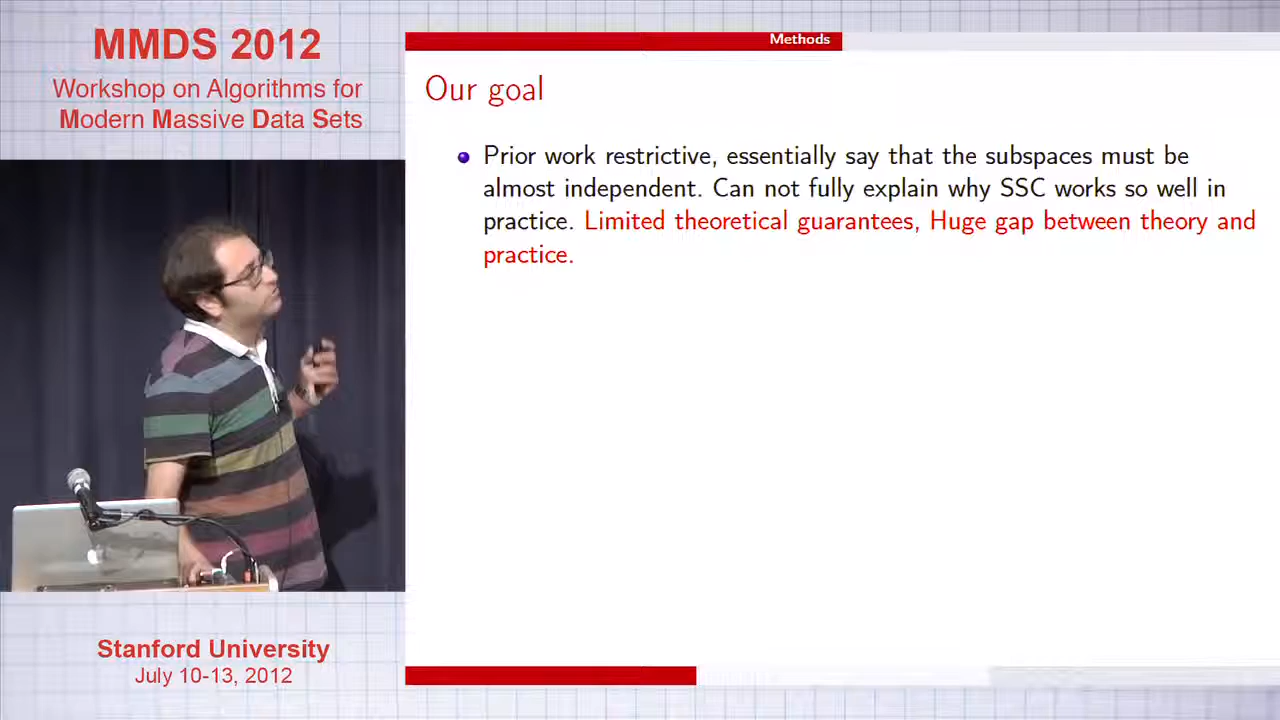 MMDS 2012
Workshop on Algorithms for
Modern Massive Data Sets
Methods
Our goal
Prior work restrictive, essentially say that the subspaces must be
almost independent. Can not fully explain why SSC works so well in
practice. Limited theoretical guarantees, Huge gap between theory and
practice.
Stanford University
July 10-13, 2012